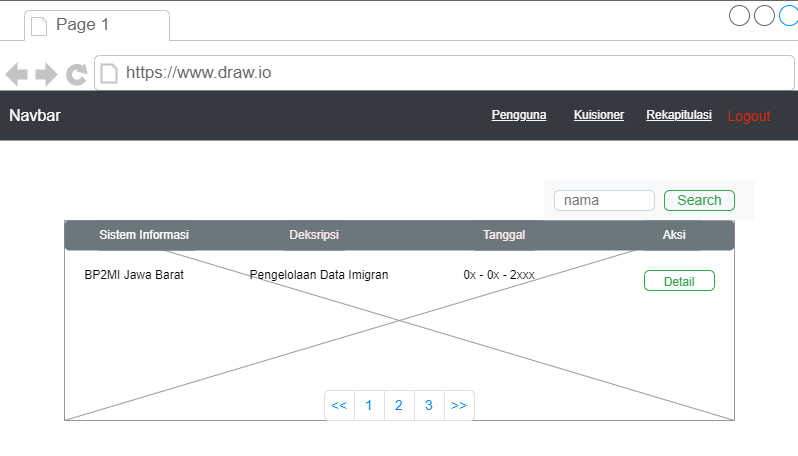 Page 1
https://www.draw.io
Navbar Pengguna Kuisioner Rekapitulasi Logout
nama Search
Sistem Informasi Deksripsi Tanggal Aksi
BP2MI Jawa Barat Pengelolaan Data Imigran 0x - 0x - 2xxx Detail
<< 1 2 3 >>